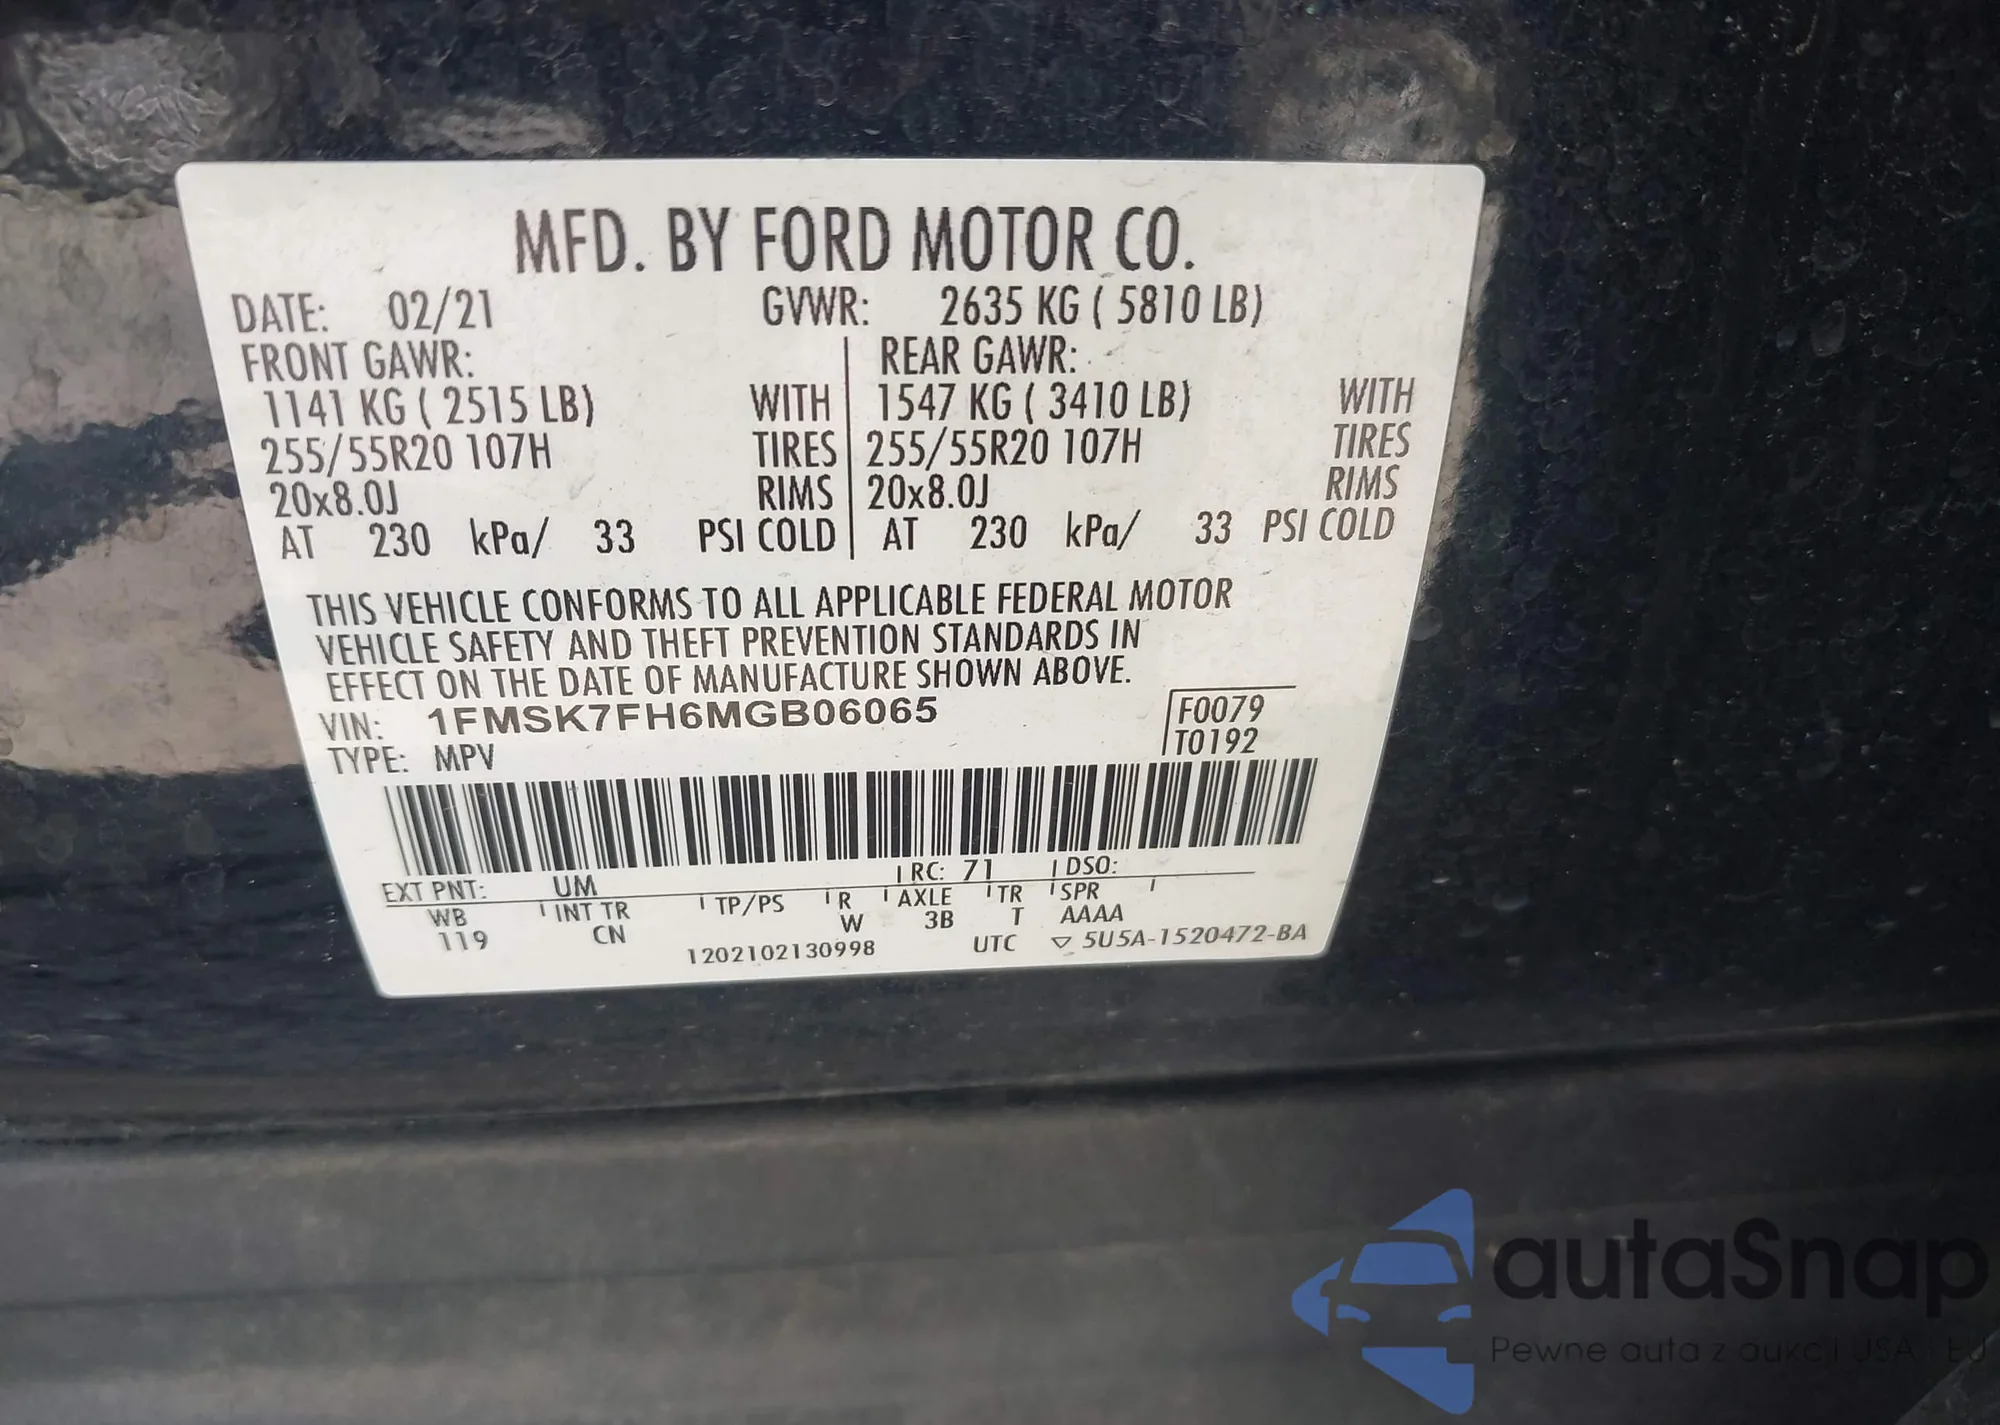 MFD. BY FORD MOTOR CO.
DATE: 02/21 GVWR: 2635 KG ( 5810 LB)
FRONT GAWR: REAR GAWR:
1141 KG ( 2515 LB) WITH 1547 KG ( 3410 LB) WITH
255/55R20 107H TIRES 255/55R20 107H TIRES
20x8.0J RIMS 20x8.0J RIMS
AT 230 kPa/ 33 PSI COLD AT 230 kPa/ 33 PSI COLD
THIS VEHICLE CONFORMS TO ALL APPLICABLE FEDERAL MOTOR
VEHICLE SAFETY AND THEFT PREVENTION STANDARDS IN
EFFECT ON THE DATE OF MANUFACTURE SHOWN ABOVE.
VIN: 1FMSK7FH6MGB06065 F0079
TYPE: MPV T0192
EXT PNT: UM RC: 71 DSO:
WB INT TR TP/PS R AXLE TR SPR
119 CN W 3B T AAAA
1202102130998 UTC ▽ 5U5A-1520472-BA
autaSnap
Pewne auta z aukcji USA i EU